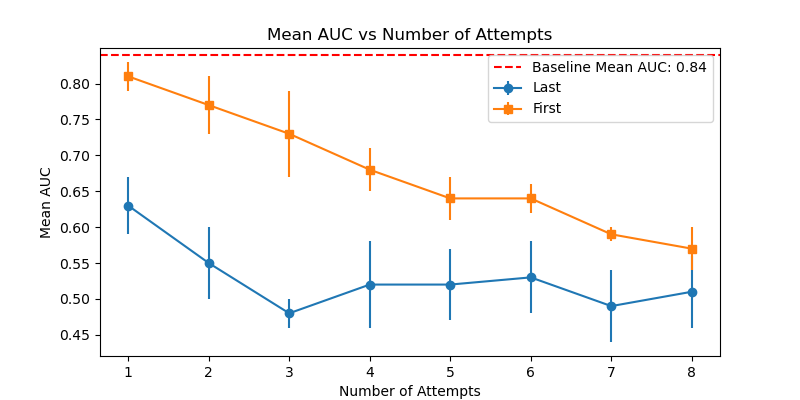 Mean AUC vs Number of Attempts
Baseline Mean AUC: 0.84
Last
First
Mean AUC
0.80
0.75
0.70
0.65
0.60
0.55
0.50
0.45
1 2 3 4 5 6 7 8
Number of Attempts